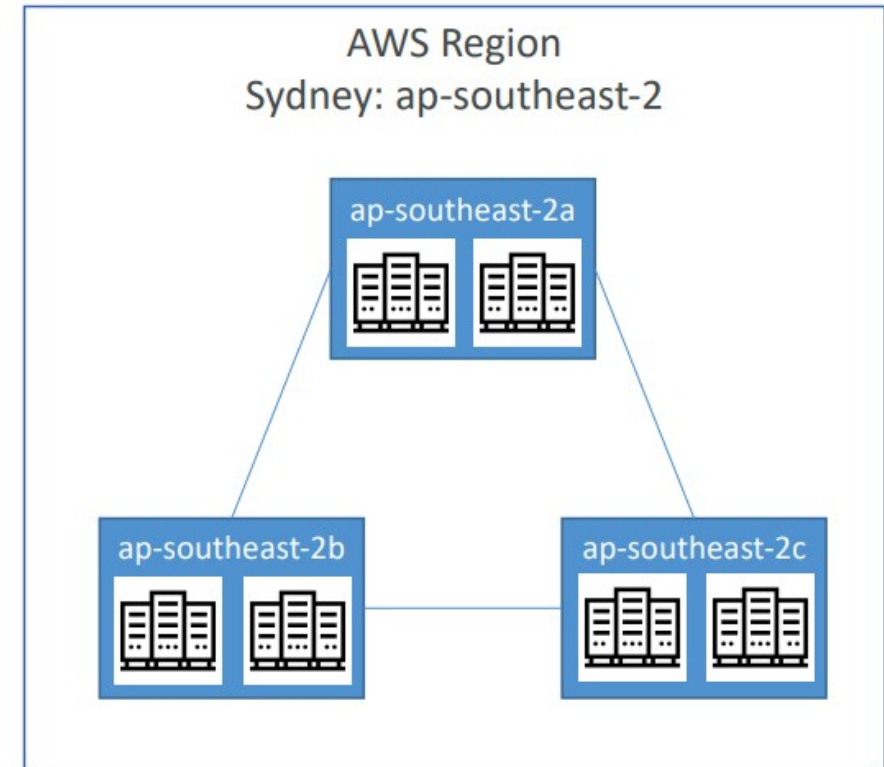 AWS Region
Sydney: ap-southeast-2
ap-southeast-2a
ap-southeast-2b
ap-southeast-2c